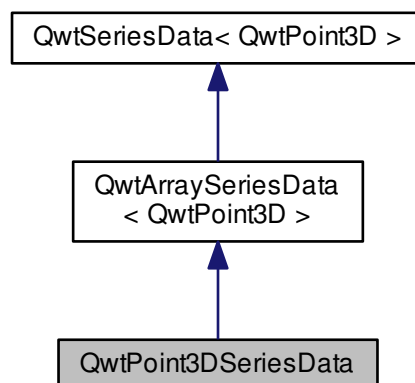 QwtSeriesData< QwtPoint3D >
QwtArraySeriesData
< QwtPoint3D >
QwtPoint3DSeriesData